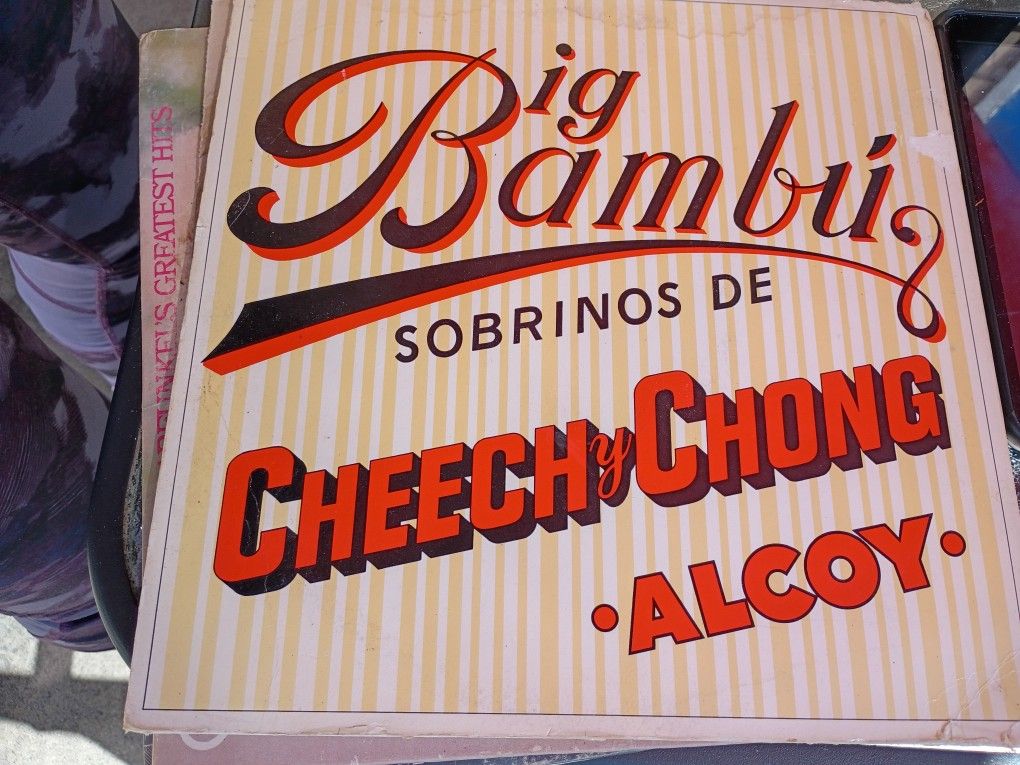 Big
Bambú
SOBRINOS DE
CHEECH y CHONG
• ALCOY •
GREATEST HITS